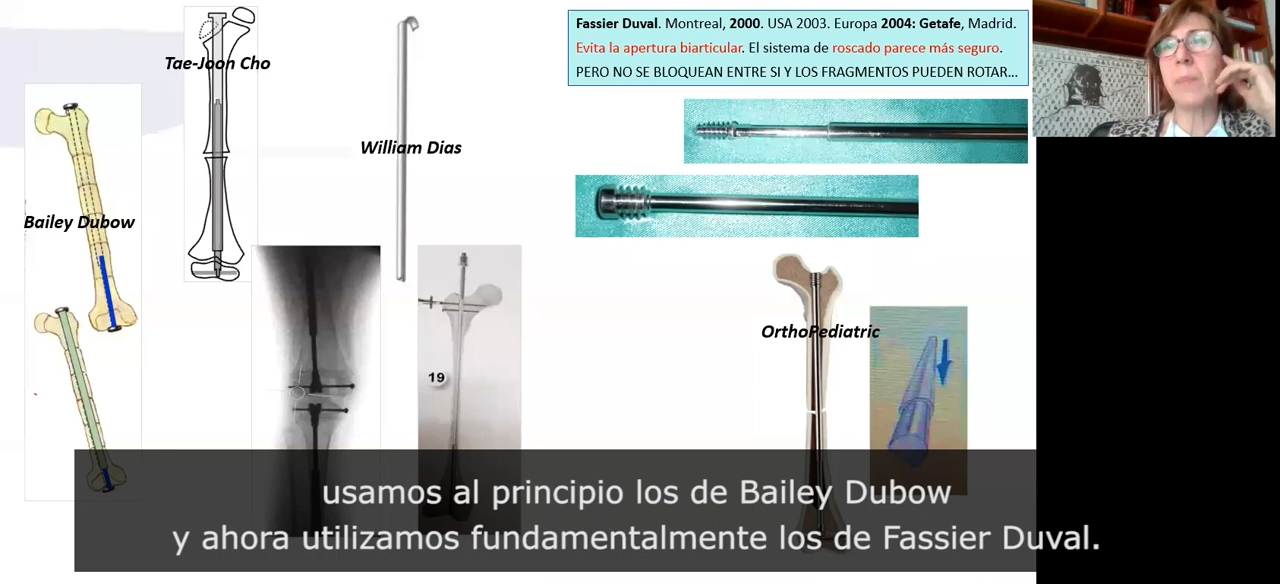 Tae-Joon Cho
Fassier Duval. Montreal, 2000. USA 2003. Europa 2004: Getafe, Madrid.
Evita la apertura biarticular. El sistema de roscado parece más seguro.
PERO NO SE BLOQUEAN ENTRE SI Y LOS FRAGMENTOS PUEDEN ROTAR...
William Dias
Bailey Dubow
OrthoPediatric
19
usamos al principio los de Bailey Dubow
y ahora utilizamos fundamentalmente los de Fassier Duval.